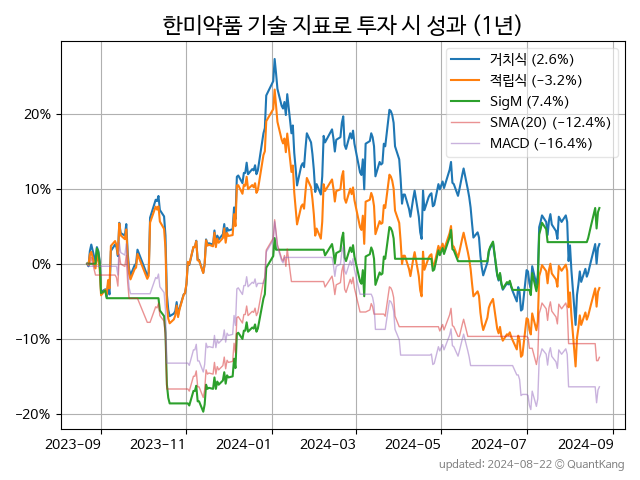 한미약품 기술 지표로 투자 시 성과 (1년)
거치식 (2.6%)
적립식 (−3.2%)
SigM (7.4%)
SMA(20) (−12.4%)
MACD (−16.4%)
20%
10%
0%
−10%
−20%
2023−09
2023−11
2024−01
2024−03
2024−05
2024−07
2024−09
updated: 2024-08-22 © QuantKang